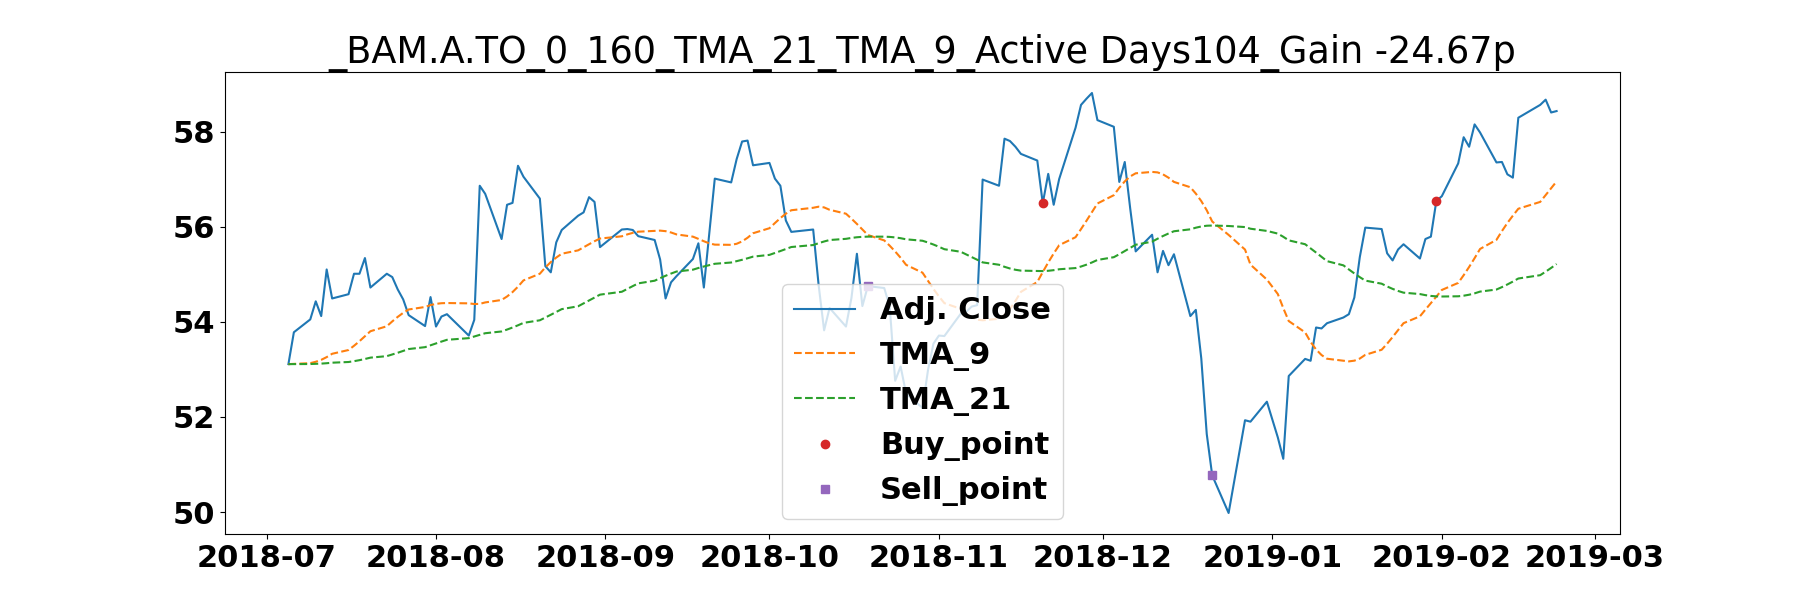 _BAM.A.TO_0_160_TMA_21_TMA_9_Active Days104_Gain -24.67p
58
56
54
52
50
Adj. Close
TMA_9
TMA_21
Buy_point
Sell_point
2018-07 2018-08 2018-09 2018-10 2018-11 2018-12 2019-01 2019-02 2019-03